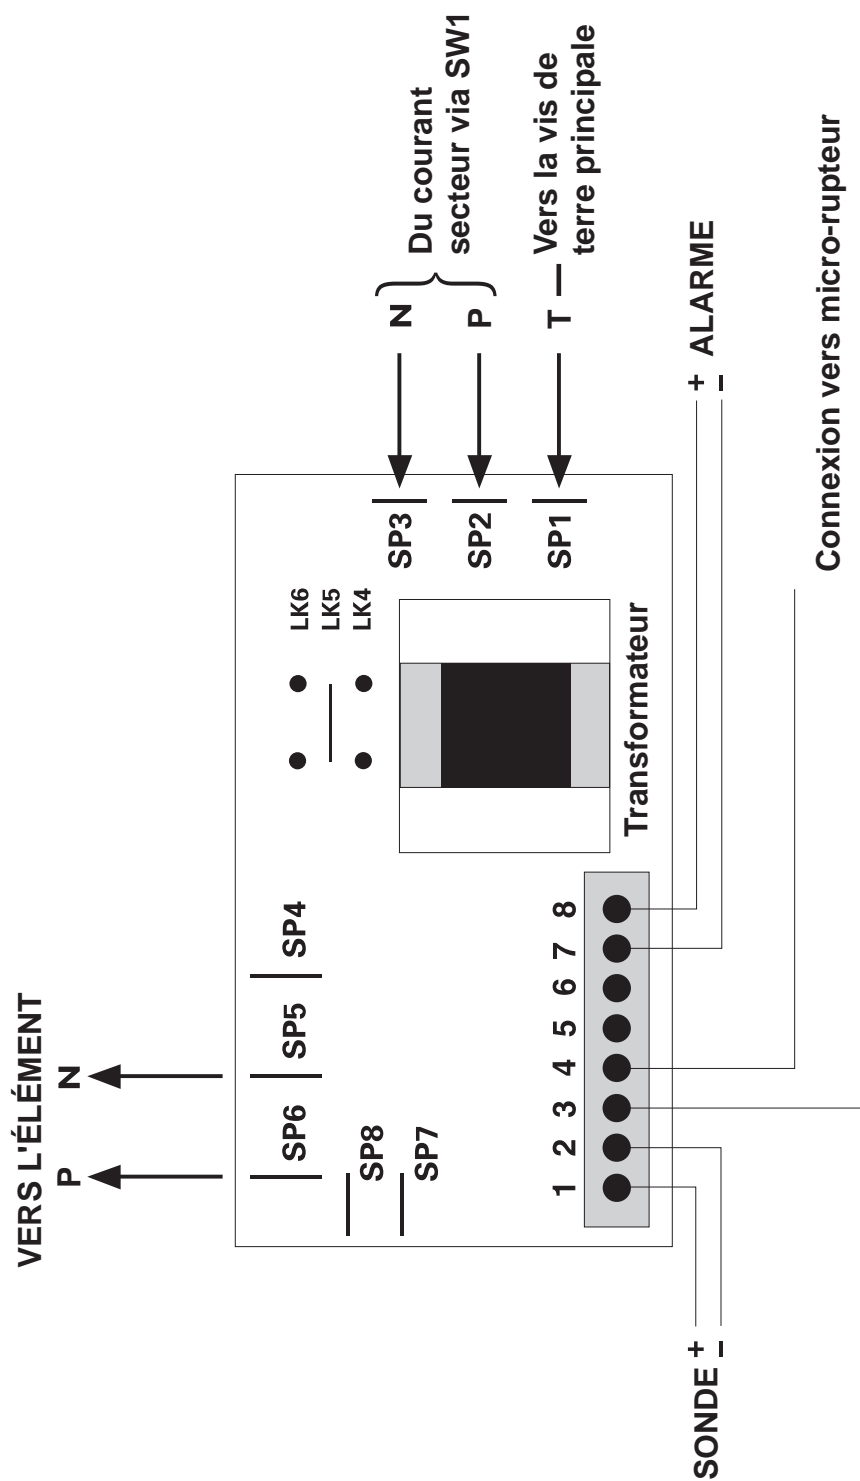 VERS L'ÉLÉMENT
P
N
SP6
SP5
SP4
SP8
SP7
LK6
LK5
LK4
SP3
SP2
SP1
N
P
T
Du courant
secteur via SW1
Vers la vis de
terre principale
Transformateur
1 2 3 4 5 6 7 8
SONDE + –
+ – ALARME
Connexion vers micro-rupteur